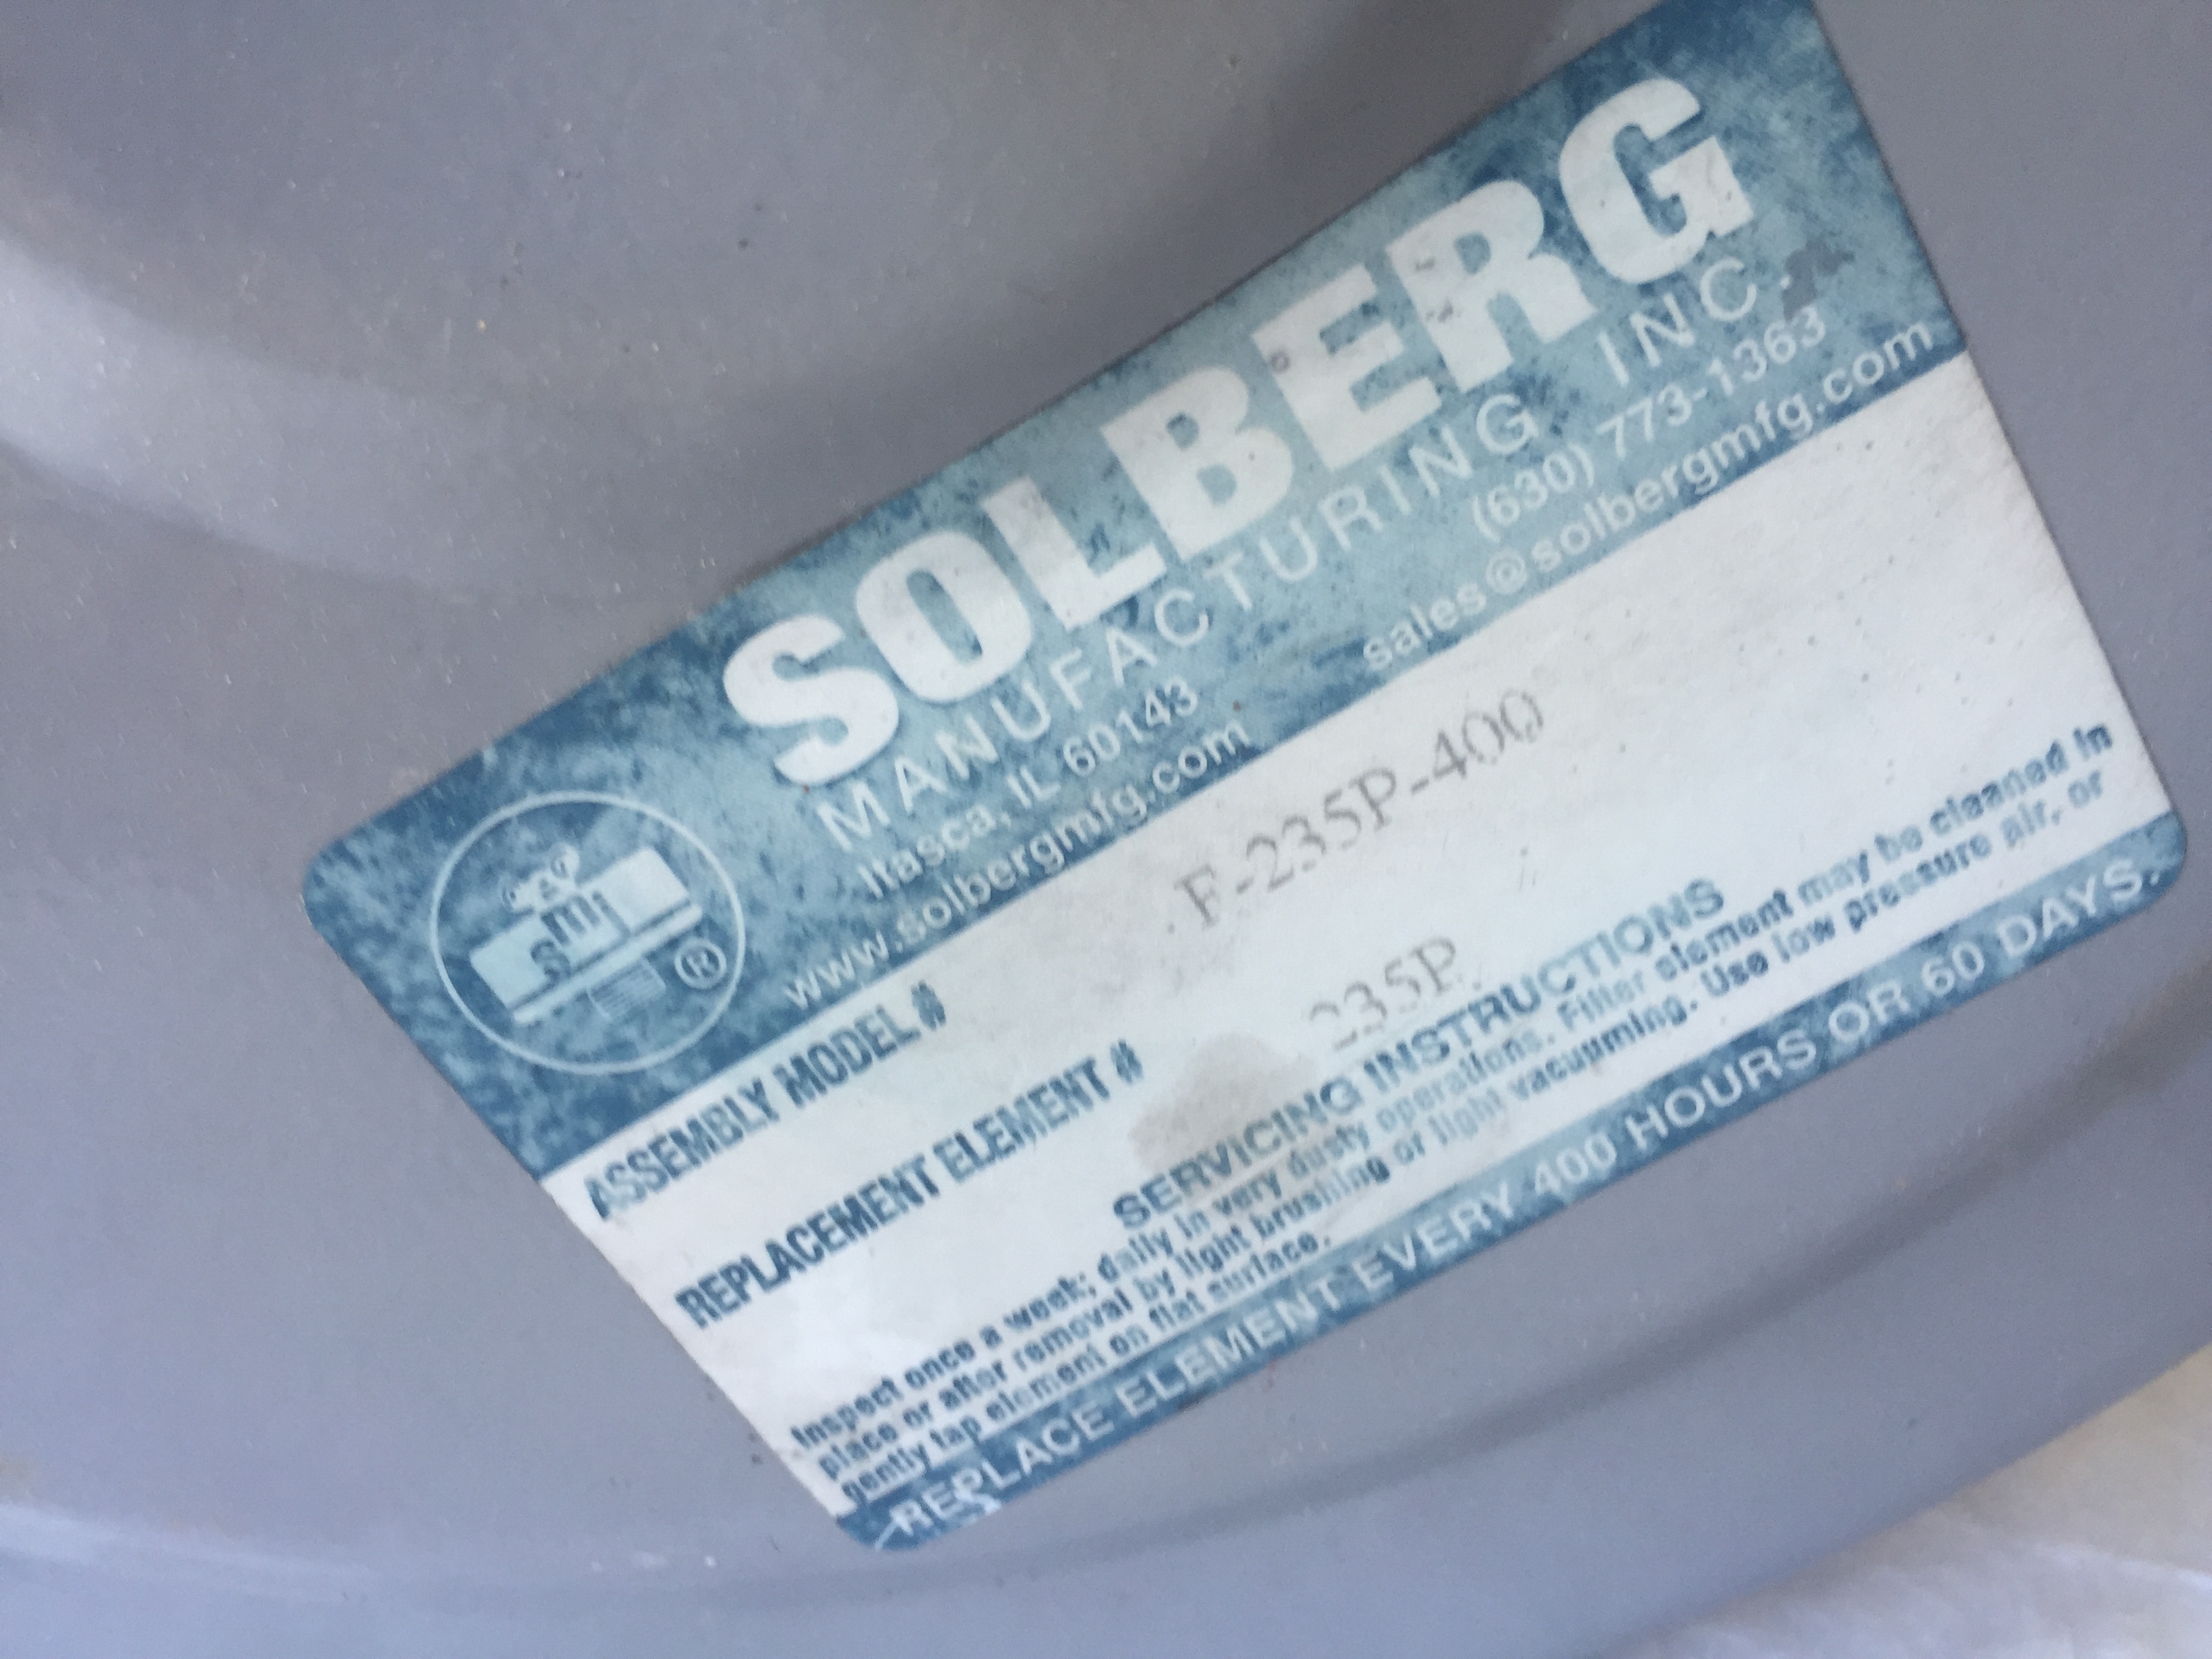 SOLBERG
MANUFACTURING INC.
Itasca, IL 60143 (630) 773-1363
www.solbergmfg.com sales@solbergmfg.com
smi ®
ASSEMBLY MODEL # F-235P-400
REPLACEMENT ELEMENT # 235P
SERVICING INSTRUCTIONS
Inspect once a week; daily in very dusty operations. Filter element may be cleaned in
place or after removal by light brushing or light vacuuming. Use low pressure air, or
gently tap element on flat surface.
REPLACE ELEMENT EVERY 400 HOURS OR 60 DAYS.